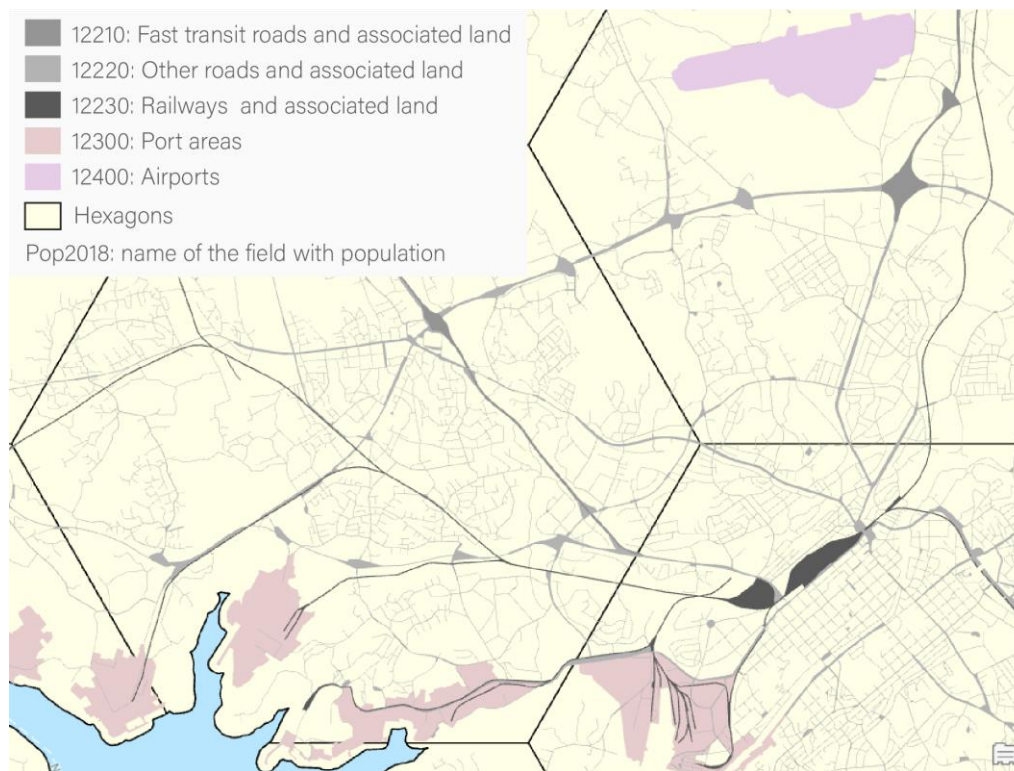 12210: Fast transit roads and associated land
12220: Other roads and associated land
12230: Railways and associated land
12300: Port areas
12400: Airports
Hexagons
Pop2018: name of the field with population